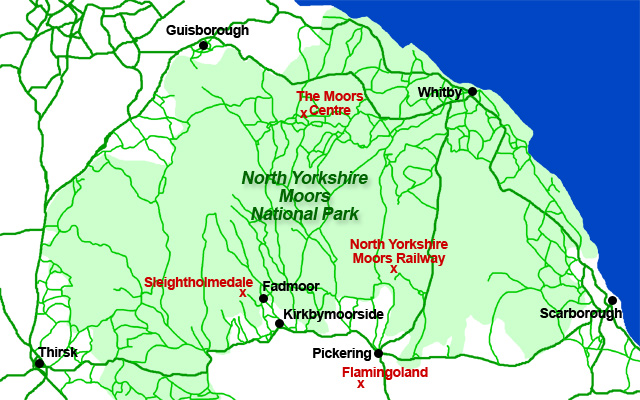 Guisborough
The Moors
Centre
x
Whitby
North Yorkshire
Moors
National Park
North Yorkshire
Moors Railway
x
Sleightholmedale
x
Fadmoor
Scarborough
Kirkbymoorside
Thirsk
Pickering
Flamingoland
x